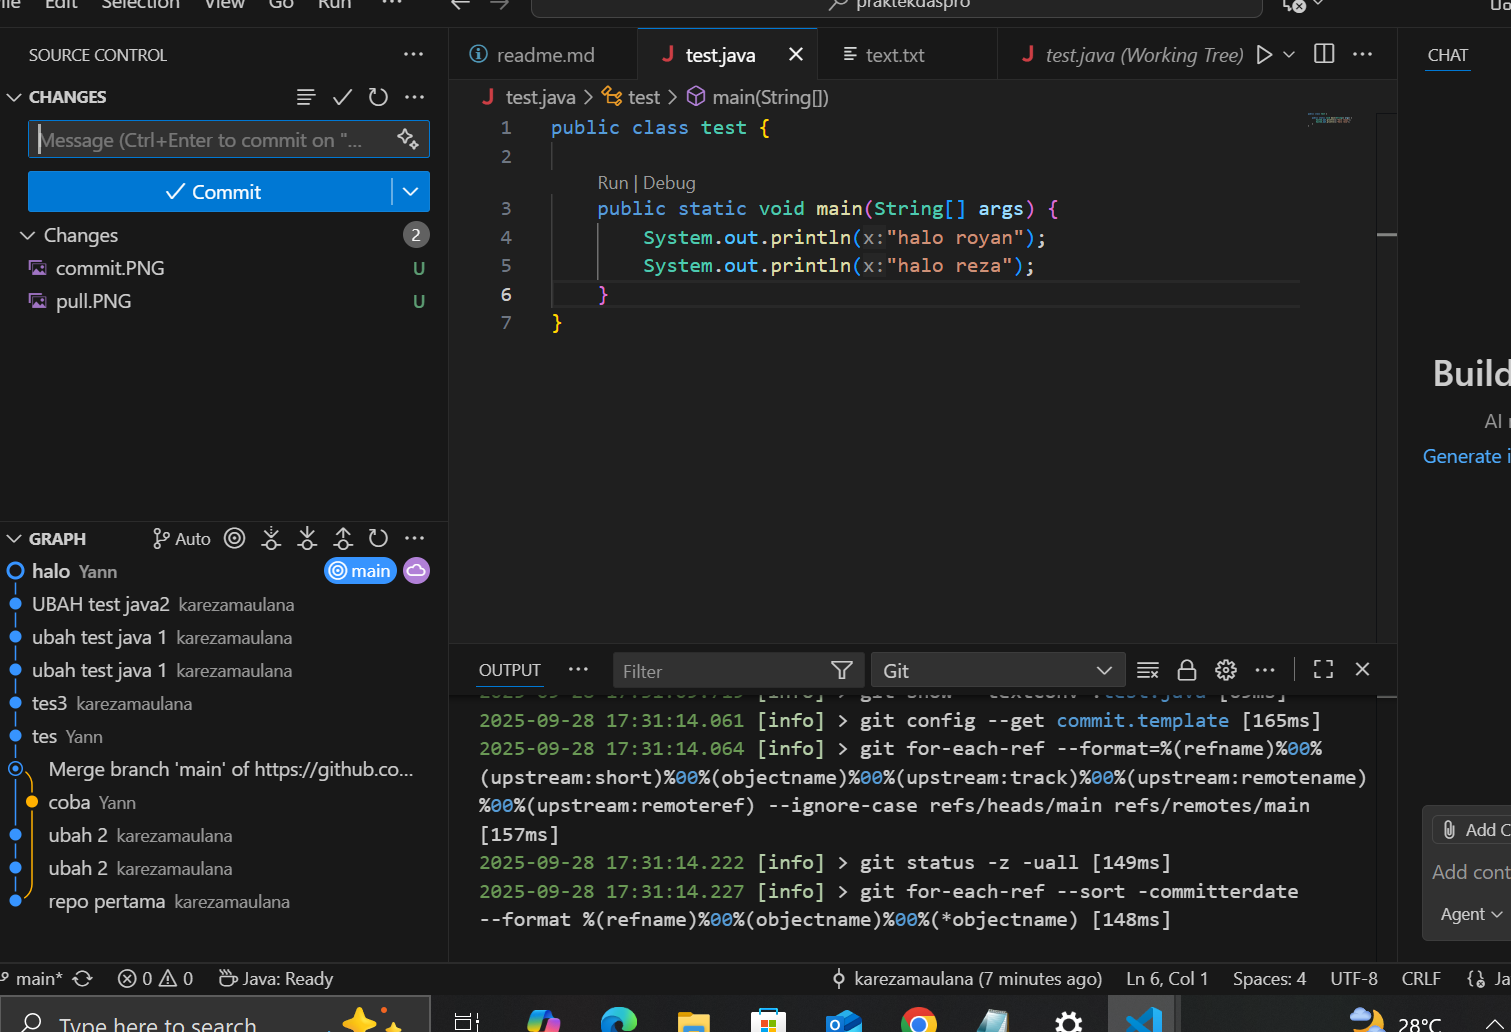 Edit Selection View Go Run ···
praktekdaspro
SOURCE CONTROL ···
CHANGES ···
Message (Ctrl+Enter to commit on "...
Commit
Changes 2
commit.PNG U
pull.PNG U
GRAPH Auto ···
halo Yann main
UBAH test java2 karezamaulana
ubah test java 1 karezamaulana
ubah test java 1 karezamaulana
tes3 karezamaulana
tes Yann
Merge branch 'main' of https://github.co...
coba Yann
ubah 2 karezamaulana
ubah 2 karezamaulana
repo pertama karezamaulana
readme.md
J test.java
text.txt
J test.java (Working Tree) ···
J test.java > test > main(String[])
1 public class test {
2
Run | Debug
3 public static void main(String[] args) {
4 System.out.println(x:"halo royan");
5 System.out.println(x:"halo reza");
6 }
7 }
OUTPUT ··· Filter Git ···
[info] > git show --textconv :test.java
2025-09-28 17:31:14.061 [info] > git config --get commit.template [165ms]
2025-09-28 17:31:14.064 [info] > git for-each-ref --format=%(refname)%00%
(upstream:short)%00%(objectname)%00%(upstream:track)%00%(upstream:remotename)
%00%(upstream:remoteref) --ignore-case refs/heads/main refs/remotes/main
[157ms]
2025-09-28 17:31:14.222 [info] > git status -z -uall [149ms]
2025-09-28 17:31:14.227 [info] > git for-each-ref --sort -committerdate
--format %(refname)%00%(objectname)%00%(*objectname) [148ms]
CHAT
Build
AI
Generate i
Add C
Add cont
Agent
main* 0 0 Java: Ready
karezamaulana (7 minutes ago) Ln 6, Col 1 Spaces: 4 UTF-8 CRLF Ja
Type here to search
28°C